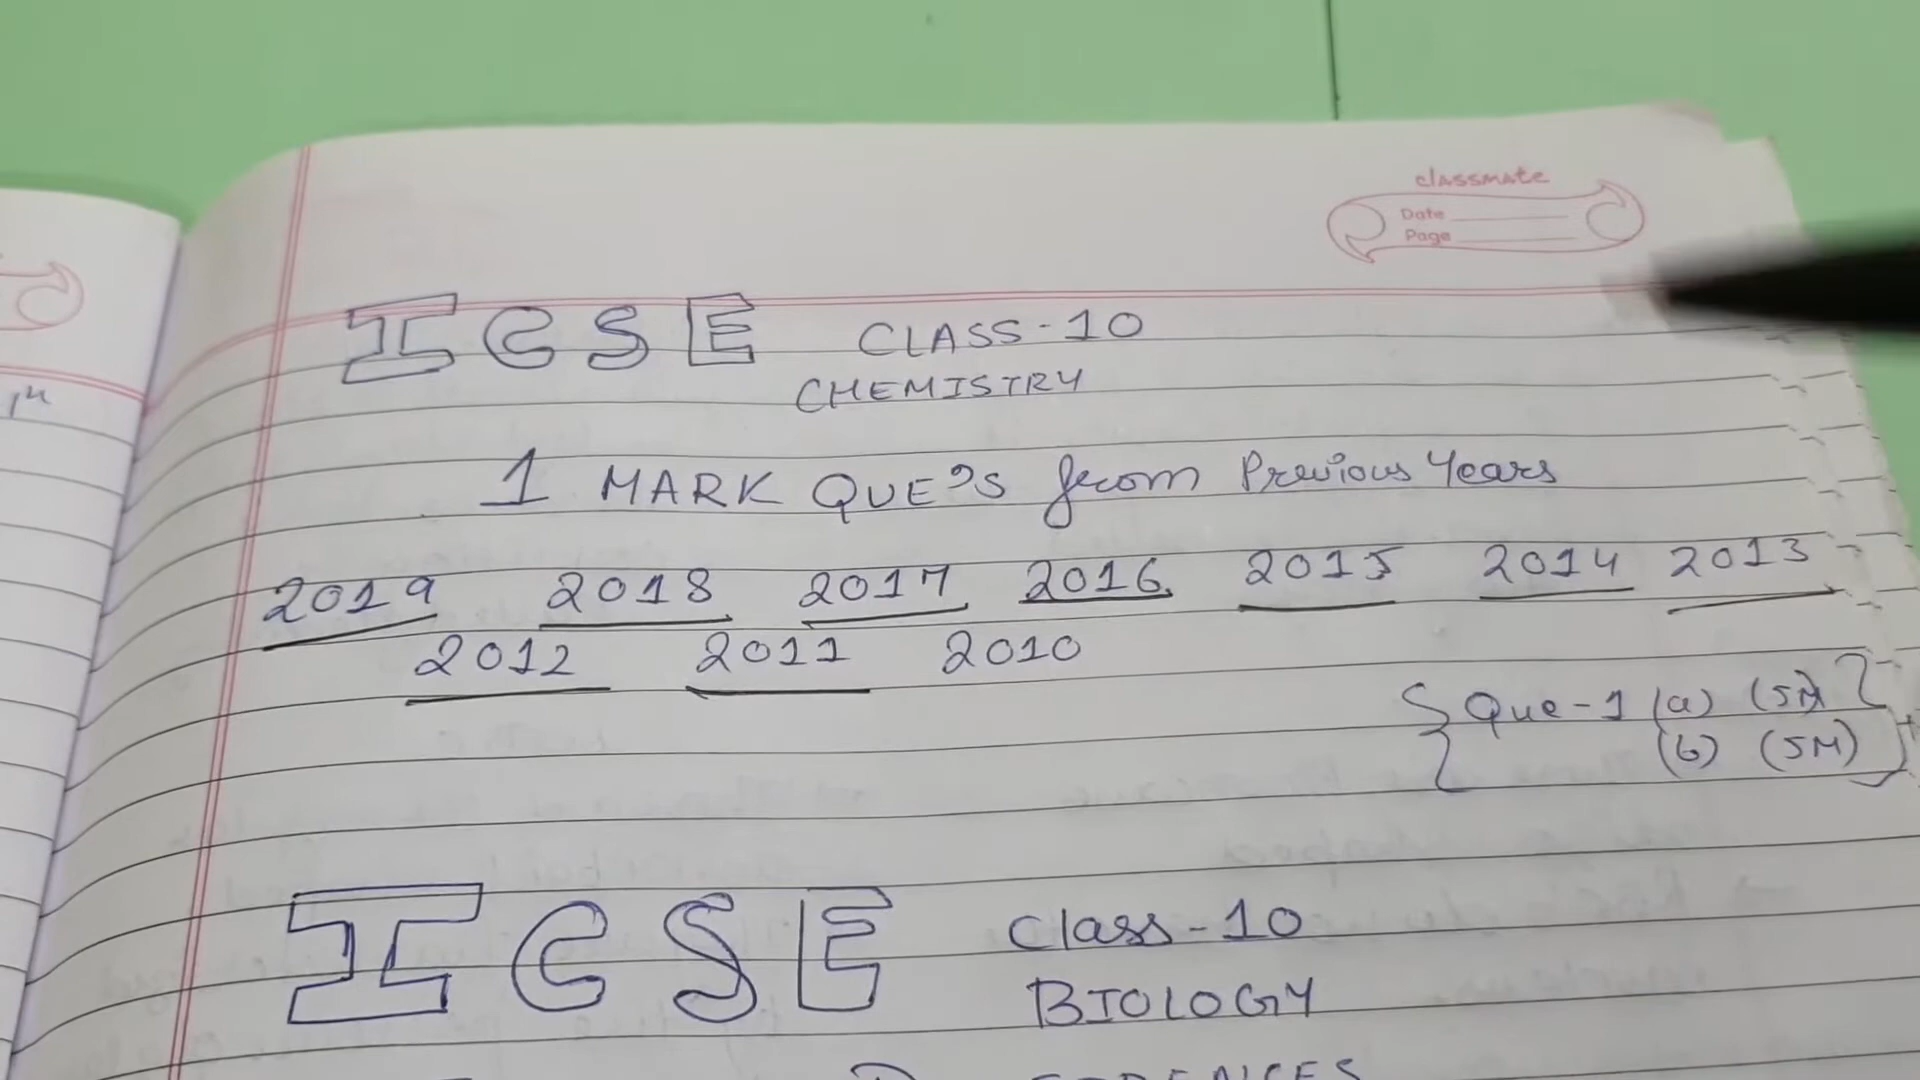 classmate
Date
Page
ICSE CLASS-10
CHEMISTRY
1 MARK QUE'S from Previous Years
2019 2018 2017 2016 2015 2014 2013
2012 2011 2010
{ Que-1 (a) (5M) }
(b) (5M)
ICSE Class-10
BIOLOGY